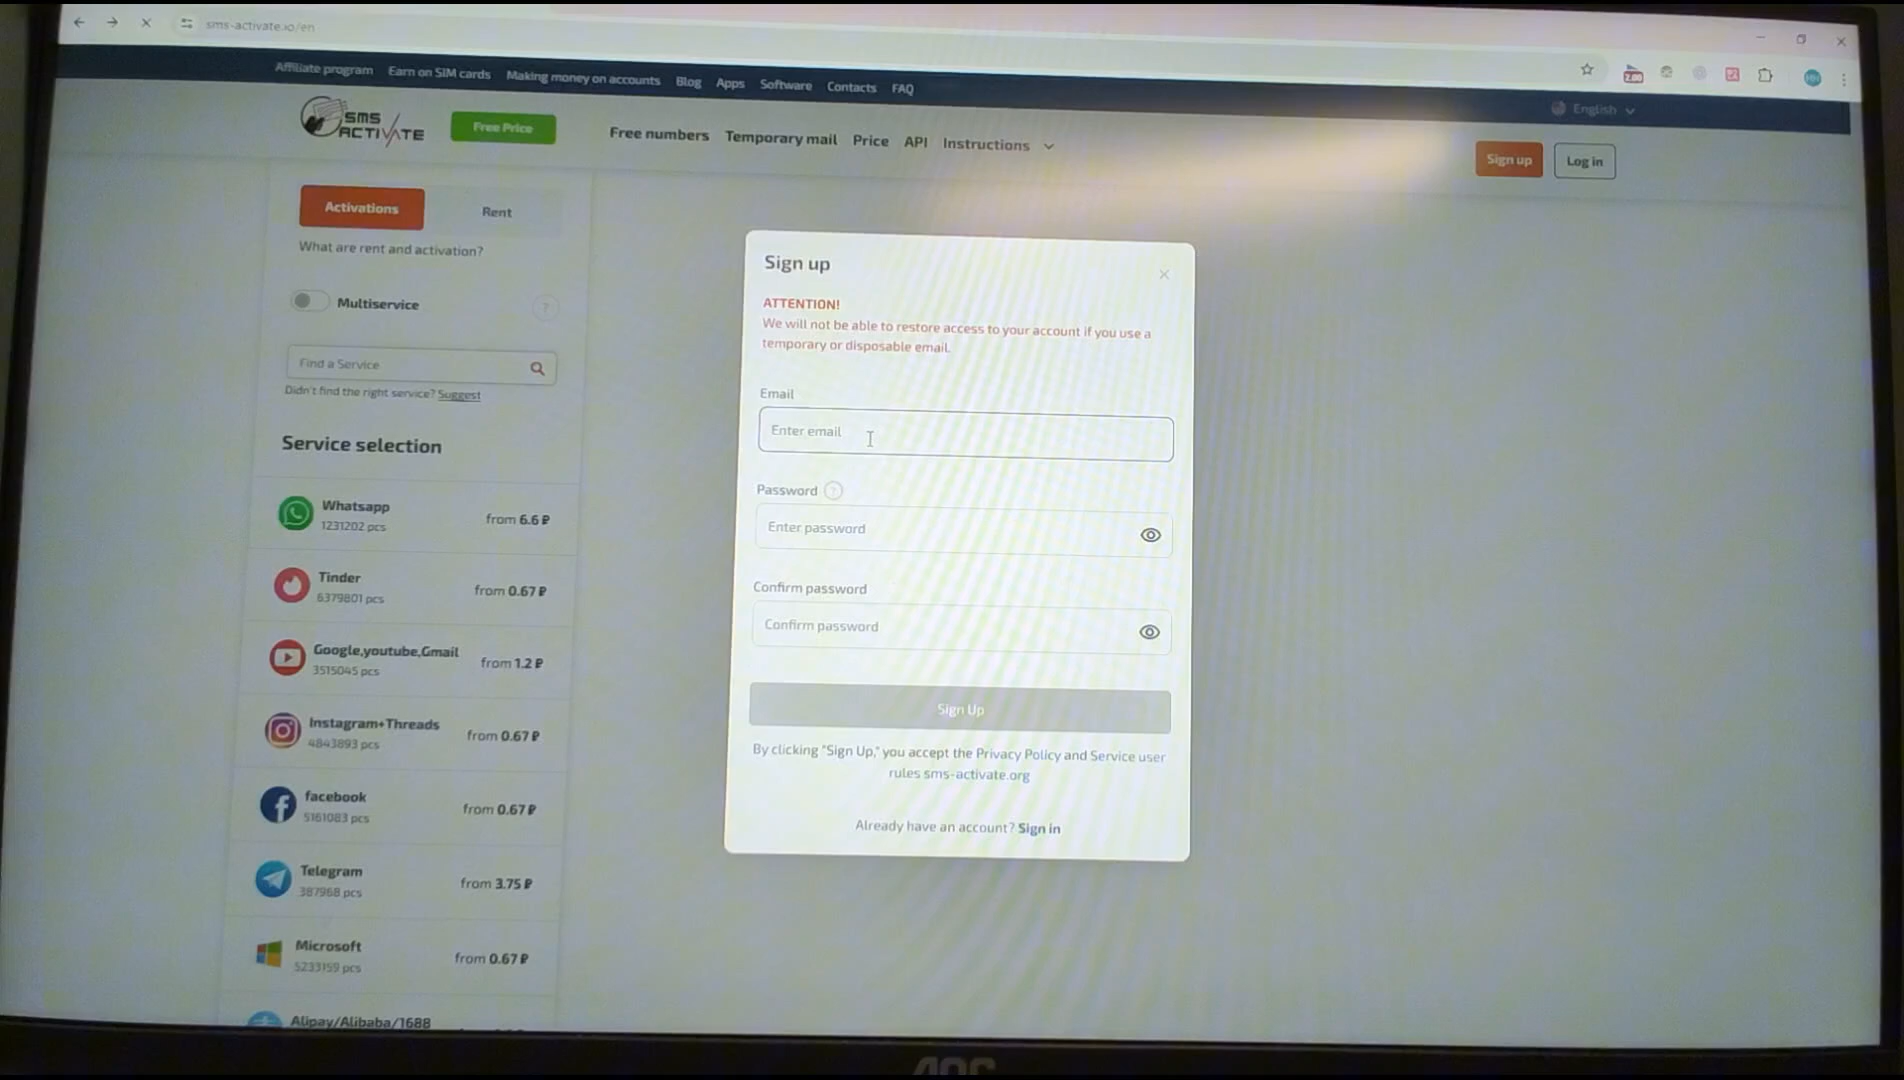 sms-activate.io/en
Affiliate program Earn on SIM cards Making money on accounts Blog Apps Software Contacts FAQ
English
SMS
ACTIVATE
Free Price
Free numbers Temporary mail Price API Instructions
Sign up
Log in
Activations
Rent
What are rent and activation?
Multiservice
?
Find a Service
Didn't find the right service? Suggest
Service selection
Whatsapp
1231202 pcs
from 6.6 ₽
Tinder
6379801 pcs
from 0.67 ₽
Google,youtube,Gmail
3515045 pcs
from 1.2 ₽
Instagram+Threads
4843893 pcs
from 0.67 ₽
facebook
5161083 pcs
from 0.67 ₽
Telegram
387968 pcs
from 3.75 ₽
Microsoft
5233159 pcs
from 0.67 ₽
Alipay/Alibaba/1688
Sign up
ATTENTION!
We will not be able to restore access to your account if you use a
temporary or disposable email.
Email
Enter email
Password ?
Enter password
Confirm password
Confirm password
Sign Up
By clicking "Sign Up," you accept the Privacy Policy and Service user
rules sms-activate.org
Already have an account? Sign in
AOC